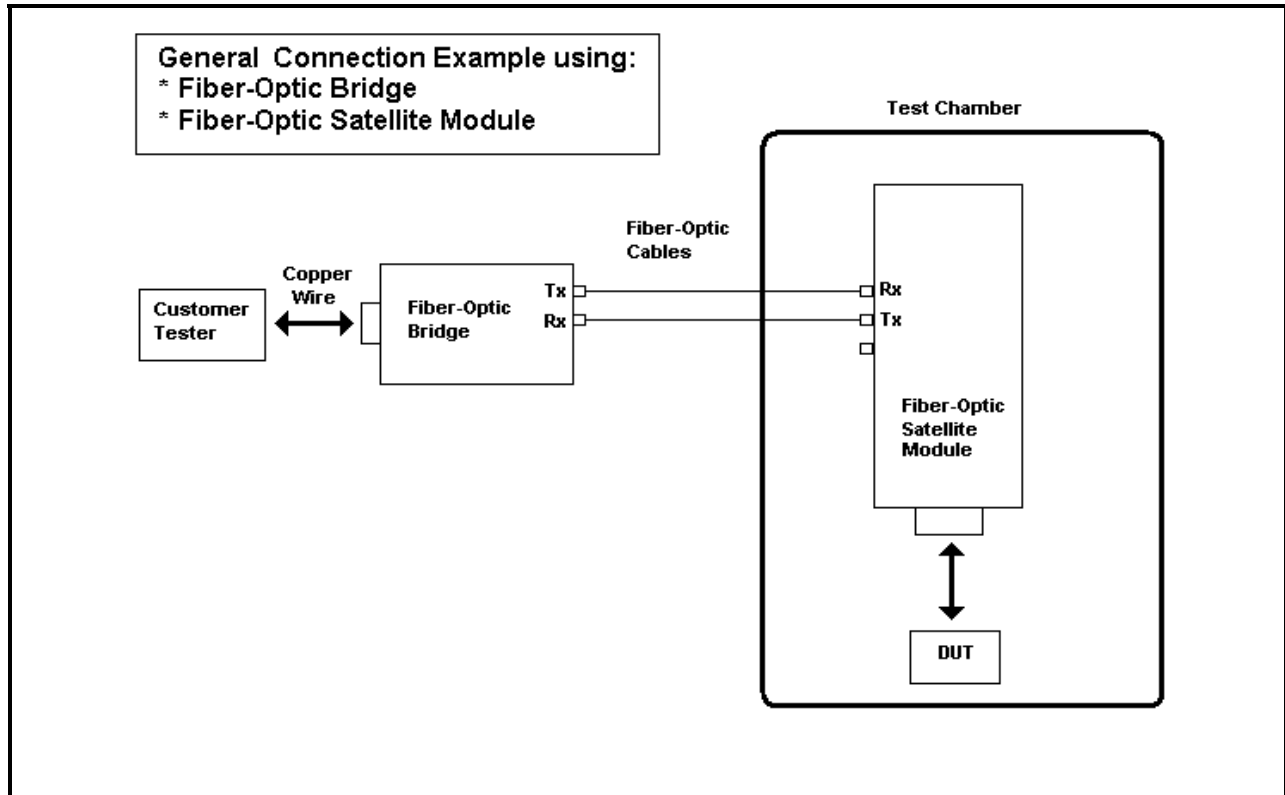 General Connection Example using:
* Fiber-Optic Bridge
* Fiber-Optic Satellite Module
Test Chamber
Fiber-Optic
Cables
Copper
Wire
Customer
Tester
Fiber-Optic
Bridge
Tx
Rx
Rx
Tx
Fiber-Optic
Satellite
Module
DUT